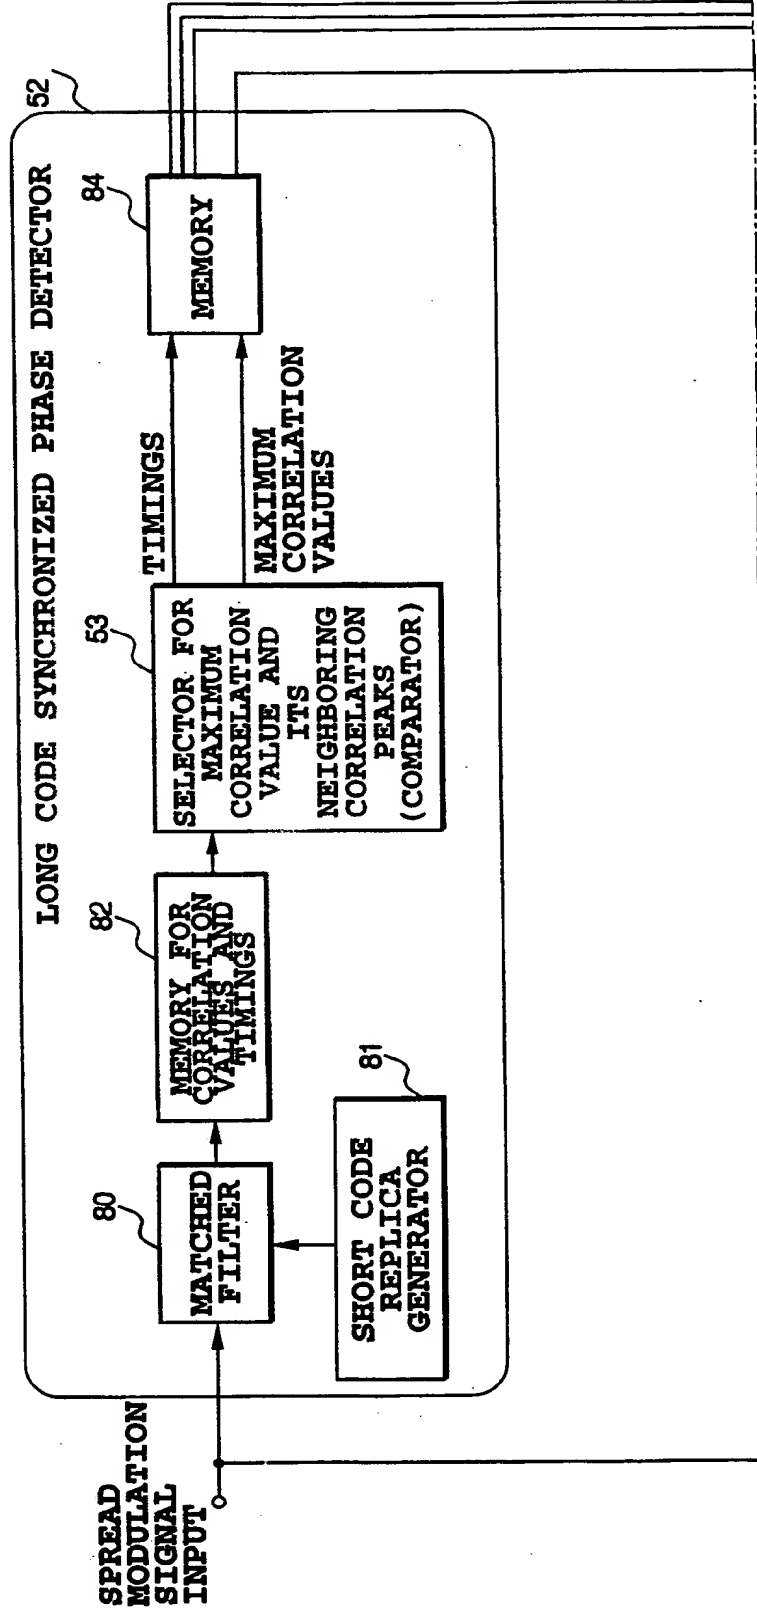 LONG CODE SYNCHRONIZED PHASE DETECTOR
52
SPREAD
MODULATION
SIGNAL
INPUT
80
MATCHED
FILTER
81
SHORT CODE
REPLICA
GENERATOR
82
MEMORY FOR
CORRELATION
VALUES AND
TIMINGS
53
SELECTOR FOR
MAXIMUM
CORRELATION
VALUE AND
ITS
NEIGHBORING
CORRELATION
PEAKS
(COMPARATOR)
TIMINGS
MAXIMUM
CORRELATION
VALUES
84
MEMORY